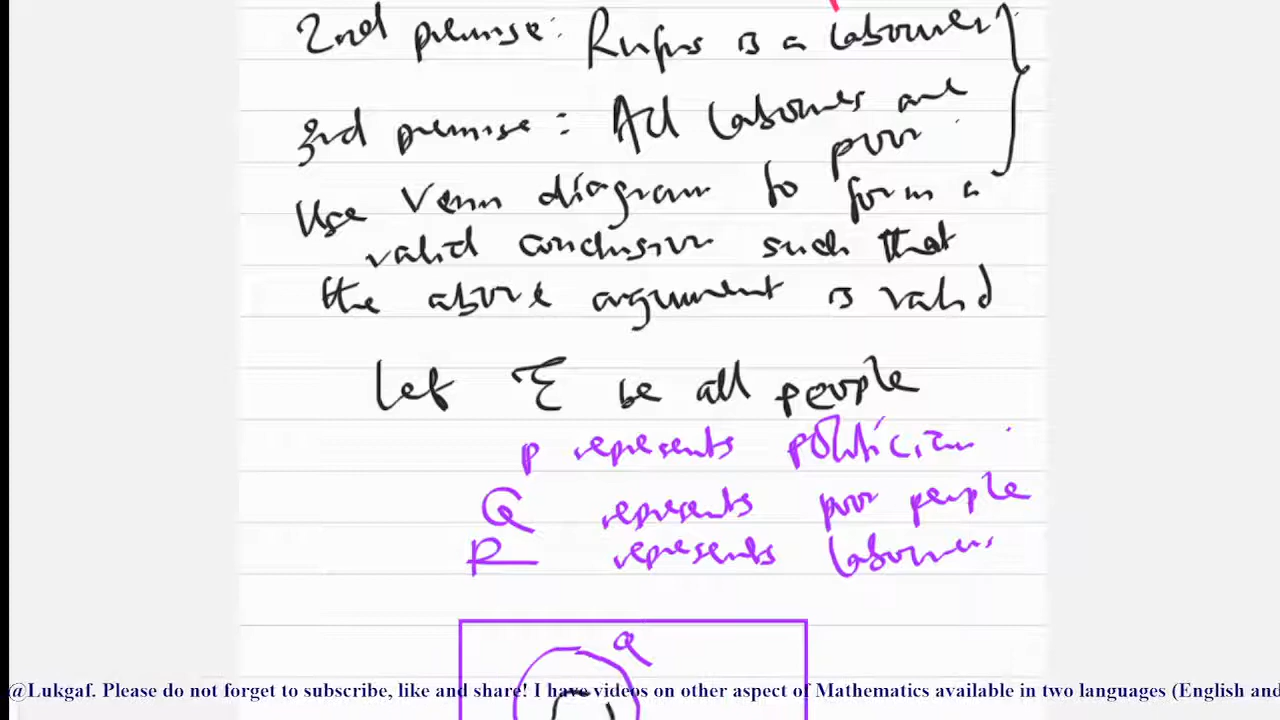 2nd premise: Rufus is a labourer
3rd premise: All labourers are
poor
Use Venn diagram to form a
valid conclusion such that
the above argument is valid
Let Ɛ be all people
P represents politician
Q represents poor people
R represents labourers
Q
@Lukgaf. Please do not forget to subscribe, like and share! I have videos on other aspect of Mathematics available in two languages (English and